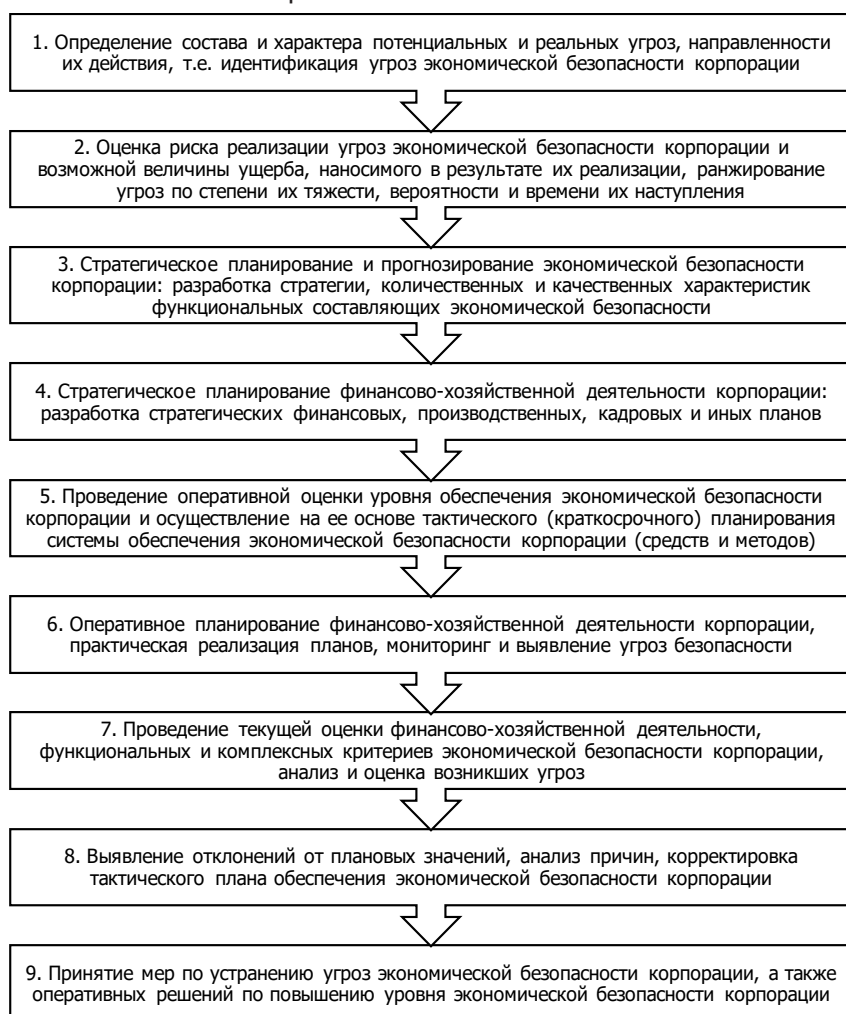 1. Определение состава и характера потенциальных и реальных угроз, направленности
их действия, т.е. идентификация угроз экономической безопасности корпорации
2. Оценка риска реализации угроз экономической безопасности корпорации и
возможной величины ущерба, наносимого в результате их реализации, ранжирование
угроз по степени их тяжести, вероятности и времени их наступления
3. Стратегическое планирование и прогнозирование экономической безопасности
корпорации: разработка стратегии, количественных и качественных характеристик
функциональных составляющих экономической безопасности
4. Стратегическое планирование финансово-хозяйственной деятельности корпорации:
разработка стратегических финансовых, производственных, кадровых и иных планов
5. Проведение оперативной оценки уровня обеспечения экономической безопасности
корпорации и осуществление на ее основе тактического (краткосрочного) планирования
системы обеспечения экономической безопасности корпорации (средств и методов)
6. Оперативное планирование финансово-хозяйственной деятельности корпорации,
практическая реализация планов, мониторинг и выявление угроз безопасности
7. Проведение текущей оценки финансово-хозяйственной деятельности,
функциональных и комплексных критериев экономической безопасности корпорации,
анализ и оценка возникших угроз
8. Выявление отклонений от плановых значений, анализ причин, корректировка
тактического плана обеспечения экономической безопасности корпорации
9. Принятие мер по устранению угроз экономической безопасности корпорации, а также
оперативных решений по повышению уровня экономической безопасности корпорации